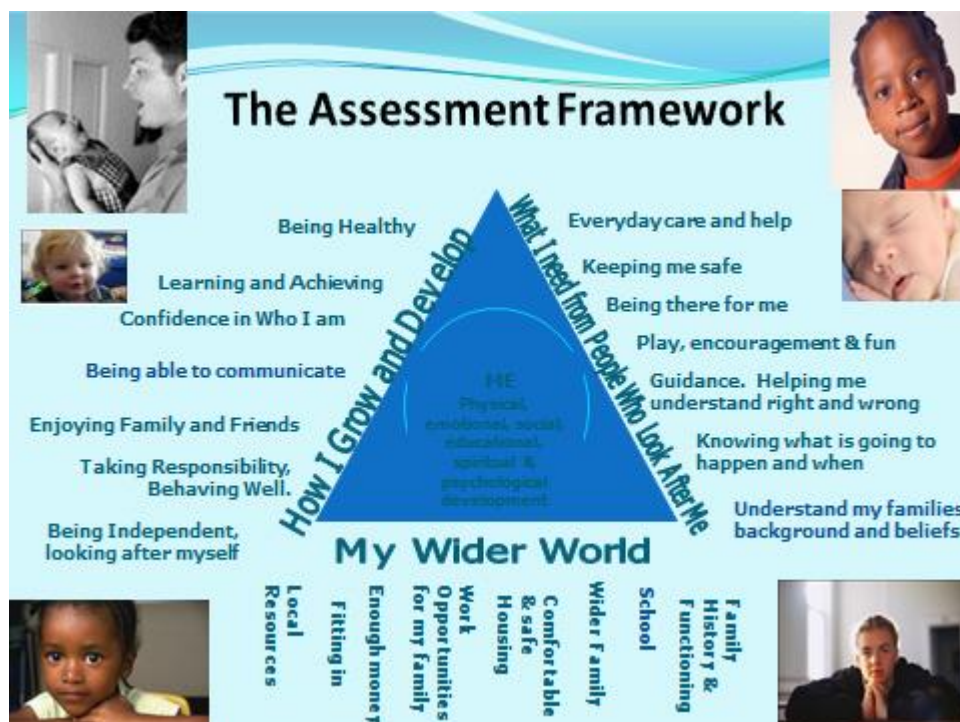 The Assessment Framework
How I Grow and Develop
Being Healthy
Learning and Achieving
Confidence in Who I am
Being able to communicate
Enjoying Family and Friends
Taking Responsibility,
Behaving Well.
Being Independent,
looking after myself
What I need from People Who Look After Me
Everyday care and help
Keeping me safe
Being there for me
Play, encouragement & fun
Guidance. Helping me
understand right and wrong
Knowing what is going to
happen and when
Understand my families
background and beliefs
ME
Physical,
emotional, social,
educational,
spiritual &
psychological
development
My Wider World
Local
Resources
Fitting in
Enough money
Work
Opportunities
for my family
Comfortable
& safe
Housing
Wider Family
School
Family
History &
Functioning